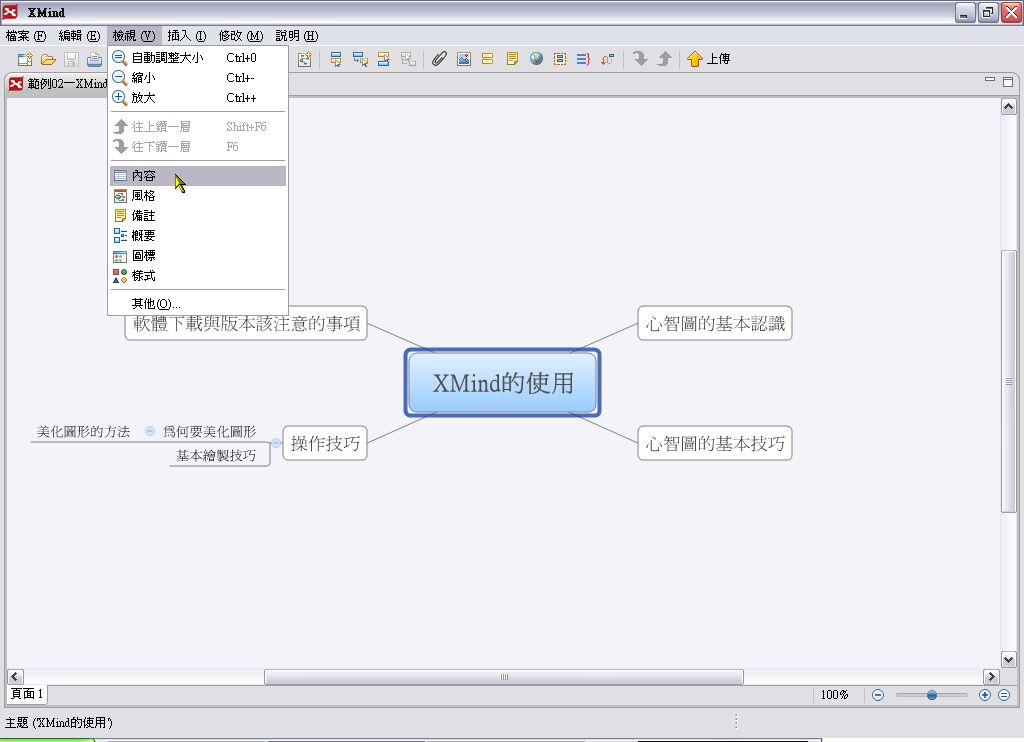 XMind
檔案 (F) 編輯 (E) 檢視 (V) 插入 (I) 修改 (M) 說明 (H)
上傳
範例02一XMind
自動調整大小 Ctrl+0
縮小 Ctrl+-
放大 Ctrl++
往上鑽一層 Shift+F6
往下鑽一層 F6
內容
風格
備註
概要
圖標
樣式
其他(O)...
軟體下載與版本該注意的事項
心智圖的基本認識
XMind的使用
美化圖形的方法
為何要美化圖形
基本繪製技巧
操作技巧
心智圖的基本技巧
頁面 1
100%
主題 ('XMind的使用')